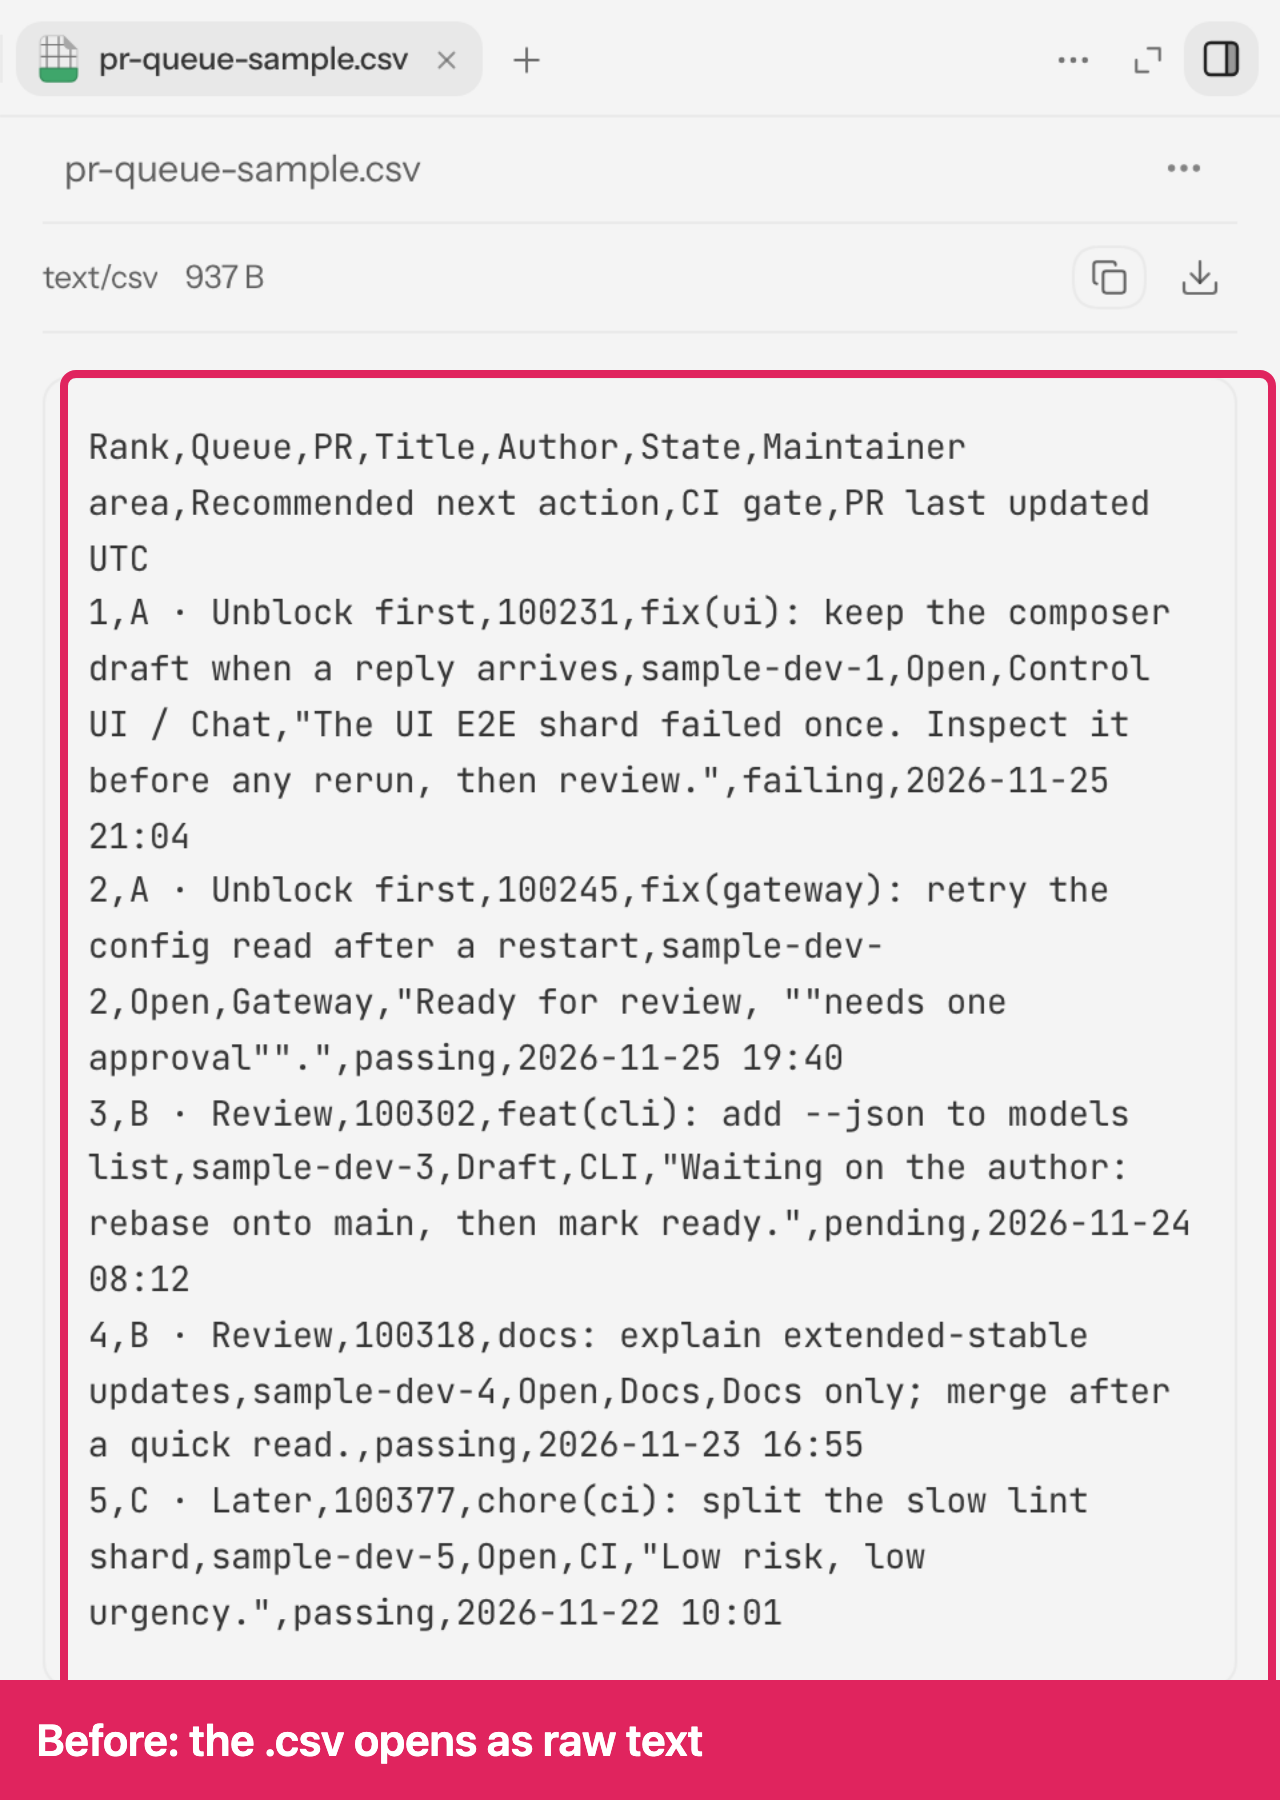 pr-queue-sample.csv
pr-queue-sample.csv
text/csv 937 B
Rank,Queue,PR,Title,Author,State,Maintainer
area,Recommended next action,CI gate,PR last updated
UTC
1,A · Unblock first,100231,fix(ui): keep the composer
draft when a reply arrives,sample-dev-1,Open,Control
UI / Chat,"The UI E2E shard failed once. Inspect it
before any rerun, then review.",failing,2026-11-25
21:04
2,A · Unblock first,100245,fix(gateway): retry the
config read after a restart,sample-dev-
2,Open,Gateway,"Ready for review, ""needs one
approval"".",passing,2026-11-25 19:40
3,B · Review,100302,feat(cli): add --json to models
list,sample-dev-3,Draft,CLI,"Waiting on the author:
rebase onto main, then mark ready.",pending,2026-11-24
08:12
4,B · Review,100318,docs: explain extended-stable
updates,sample-dev-4,Open,Docs,Docs only; merge after
a quick read.,passing,2026-11-23 16:55
5,C · Later,100377,chore(ci): split the slow lint
shard,sample-dev-5,Open,CI,"Low risk, low
urgency.",passing,2026-11-22 10:01
Before: the .csv opens as raw text